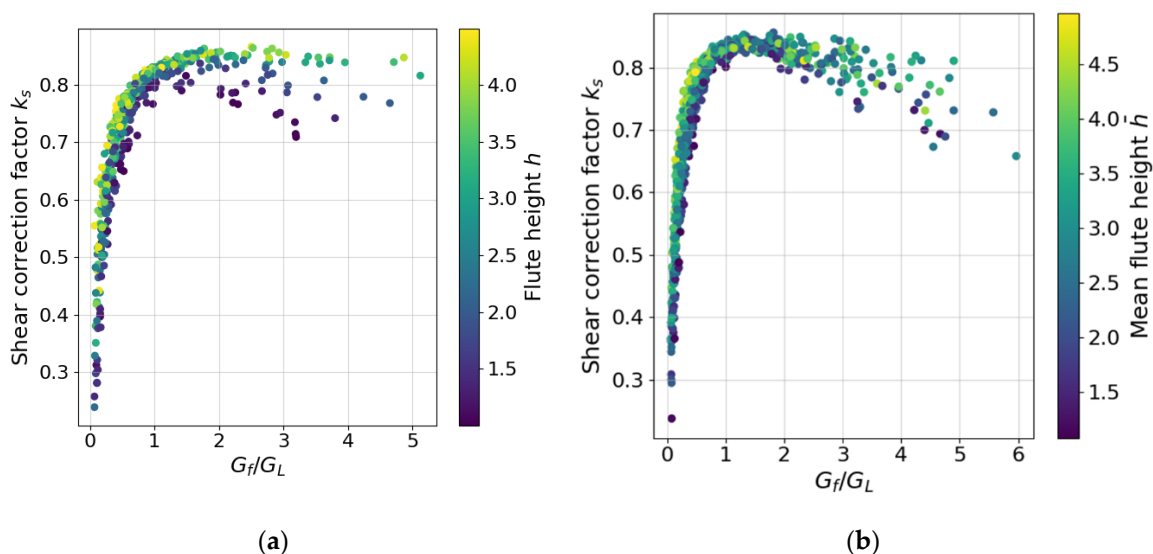 Shear correction factor k_s
0.8
0.7
0.6
0.5
0.4
0.3
0 1 2 3 4 5
G_f/G_L
4.0
3.5
3.0
2.5
2.0
1.5
Flute height h
(a)
Shear correction factor k_s
0.8
0.7
0.6
0.5
0.4
0.3
0 1 2 3 4 5 6
G_f/G_L
4.5
4.0
3.5
3.0
2.5
2.0
1.5
Mean flute height h̄
(b)